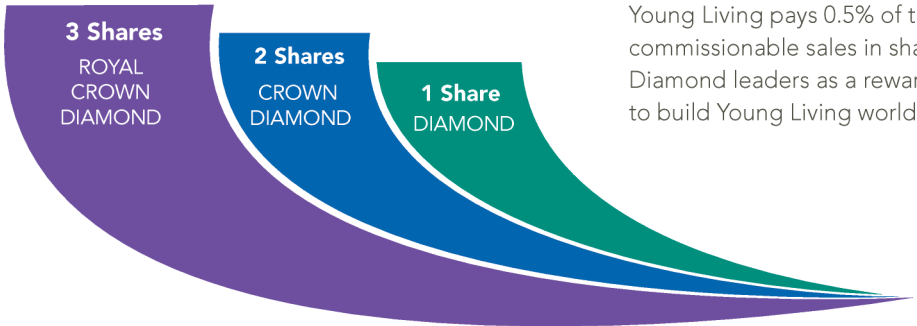 3 Shares
ROYAL
CROWN
DIAMOND
2 Shares
CROWN
DIAMOND
1 Share
DIAMOND
Young Living pays 0.5% of
commissionable sales in
Diamond leaders as a
to build Young Living